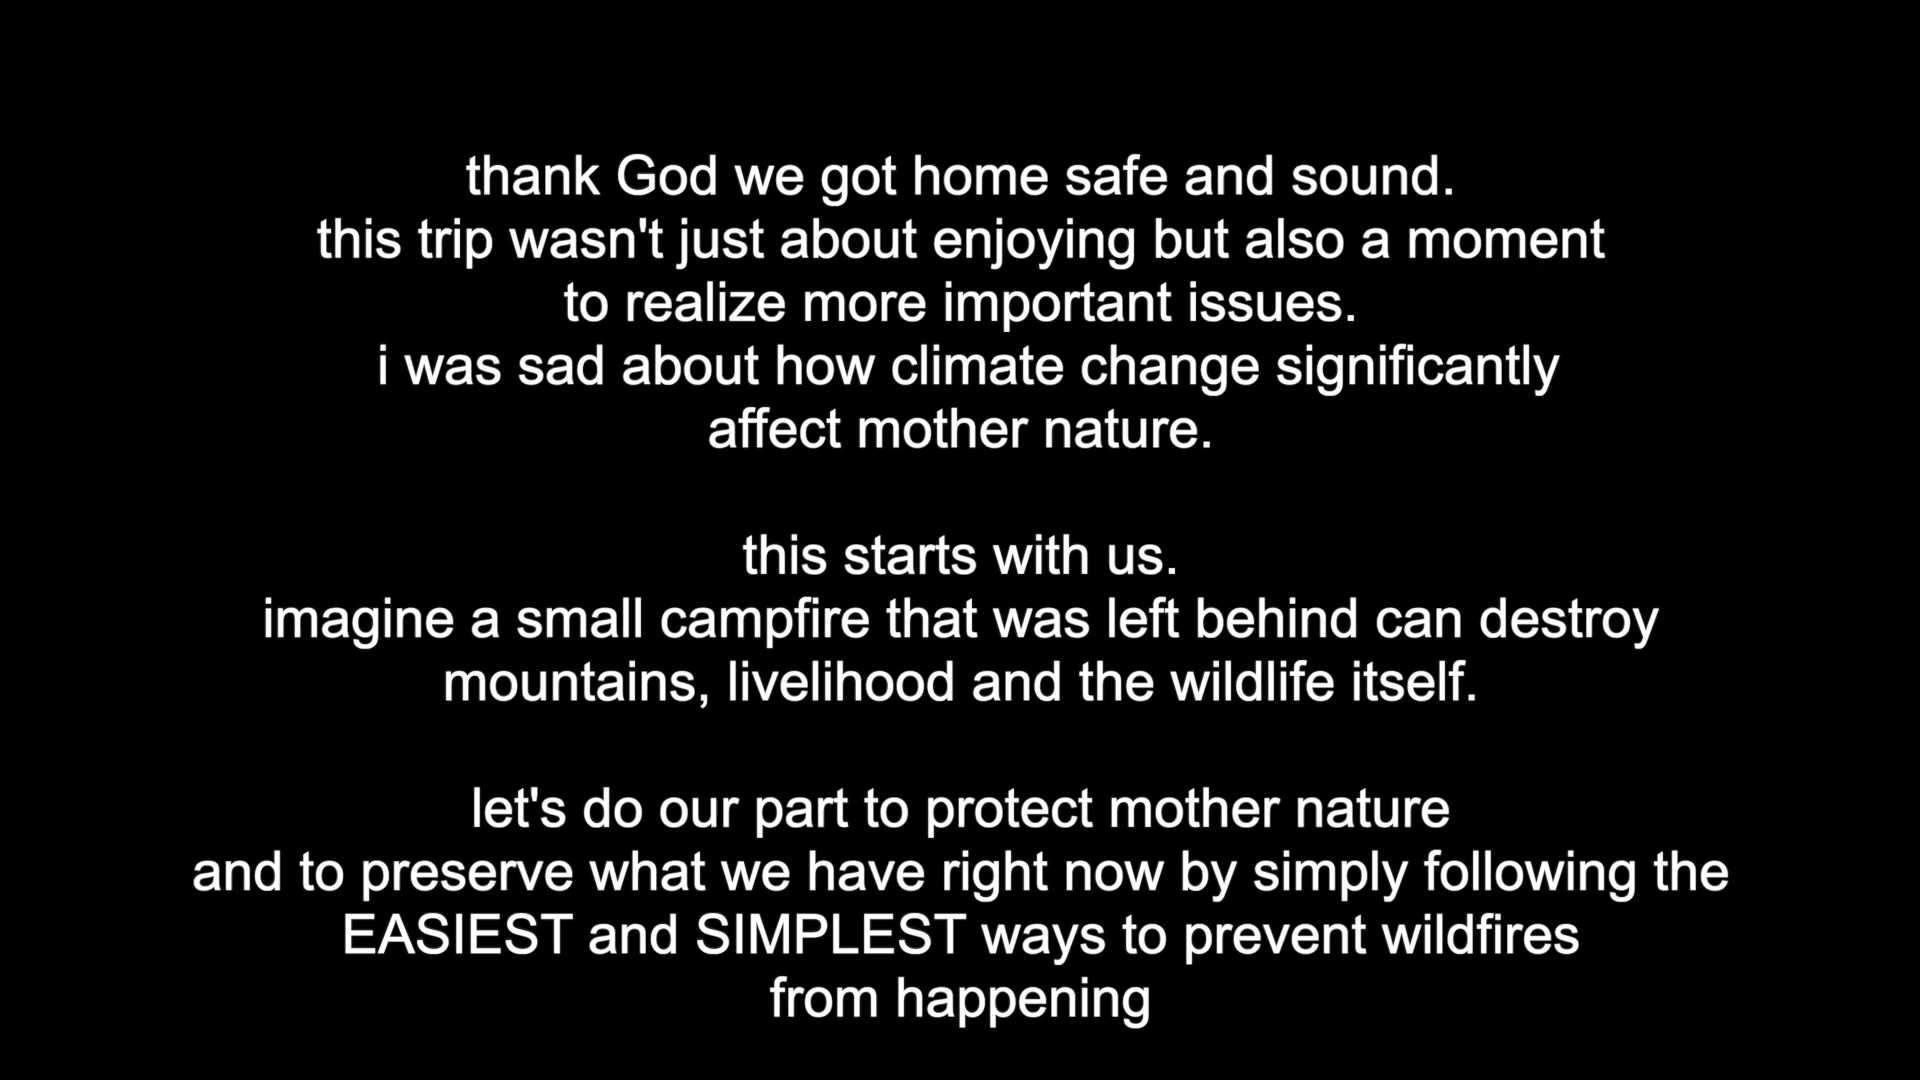 thank God we got home safe and sound.
this trip wasn't just about enjoying but also a moment
to realize more important issues.
i was sad about how climate change significantly
affect mother nature.
this starts with us.
imagine a small campfire that was left behind can destroy
mountains, livelihood and the wildlife itself.
let's do our part to protect mother nature
and to preserve what we have right now by simply following the
EASIEST and SIMPLEST ways to prevent wildfires
from happening